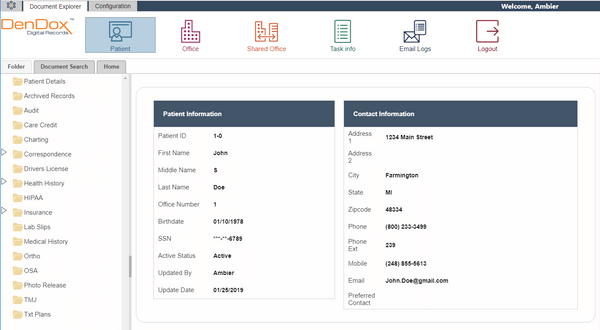 Document Explorer Configuration Welcome, Ambier
DenDox™
Digital Records
Patient Office Shared Office Task info Email Logs Logout
Folder Document Search Home
Patient Details
Archived Records
Audit
Care Credit
Charting
Correspondence
Drivers License
Health History
HIPAA
Insurance
Lab Slips
Medical History
Ortho
OSA
Photo Release
TMJ
Txt Plans
Patient Information
Patient ID 1-0
First Name John
Middle Name S
Last Name Doe
Office Number 1
Birthdate 01/10/1978
SSN ***-**-6789
Active Status Active
Updated By Ambier
Update Date 01/25/2019
Contact Information
Address 1 1234 Main Street
Address 2
City Farmington
State MI
Zipcode 48334
Phone (800) 233-3499
Phone Ext 239
Mobile (248) 855-5613
Email John.Doe@gmail.com
Preferred Contact